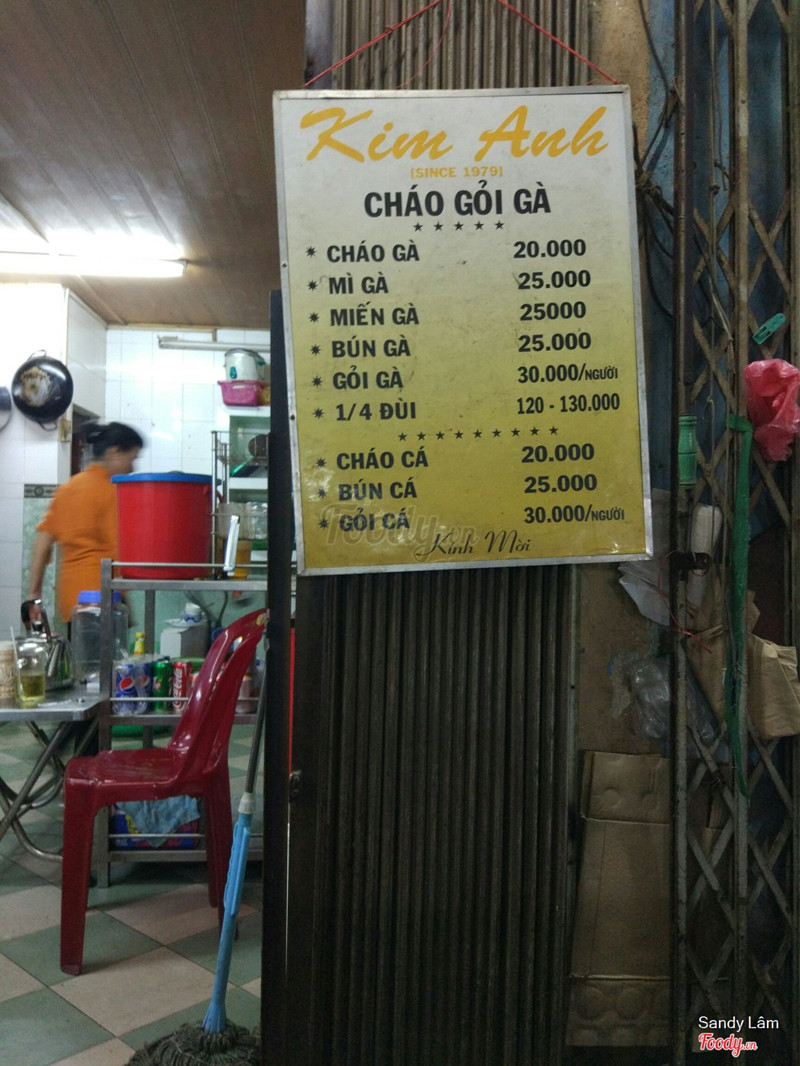 Kim Anh
(SINCE 1979)
CHÁO GỎI GÀ
CHÁO GÀ 20.000
MÌ GÀ 25.000
MIẾN GÀ 25000
BÚN GÀ 25.000
GỎI GÀ 30.000/NGƯỜI
1/4 ĐÙI 120 - 130.000
CHÁO CÁ 20.000
BÚN CÁ 25.000
GỎI CÁ 30.000/NGƯỜI
Foody.vn
Kính Mời
Sandy Lâm
Foody.vn